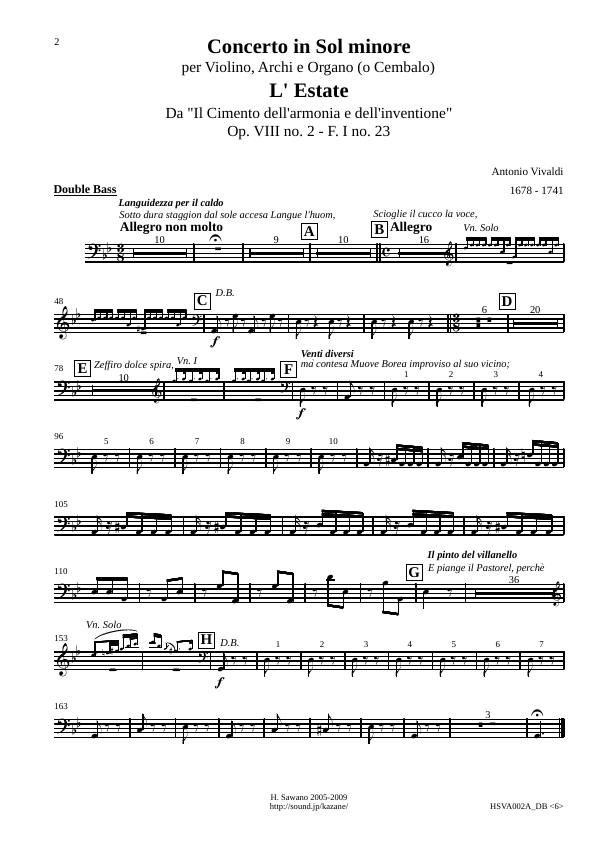 2
Concerto in Sol minore
per Violino, Archi e Organo (o Cembalo)
L' Estate
Da "Il Cimento dell'armonia e dell'inventione"
Op. VIII no. 2 - F. I no. 23
Antonio Vivaldi
Double Bass
1678 - 1741
Languidezza per il caldo
Sotto dura staggion dal sole accesa Langue l'huom,
Scioglie il cucco la voce,
Allegro non molto
A
B Allegro
Vn. Solo
10
9
10
16
48
C
D.B.
f
6
D
20
78
E
Zeffiro dolce spira,
Vn. I
10
F
Venti diversi
ma contesa Muove Borea improviso al suo vicino;
f
1 2 3 4
96
5 6 7 8 9 10
105
110
G
Il pinto del villanello
E piange il Pastorel, perchè
36
153
Vn. Solo
H
D.B.
f
1 2 3 4 5 6 7
163
3
H. Sawano 2005-2009
http://sound.jp/kazane/
HSVA002A_DB <6>